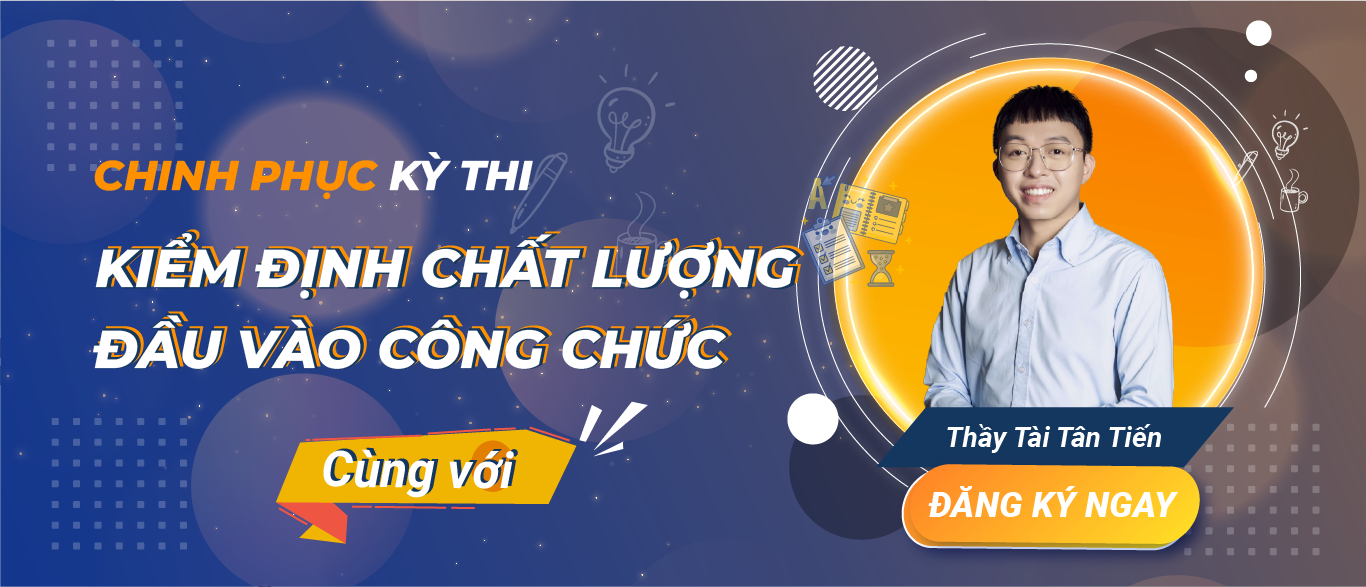 CHINH PHỤC KỲ THI
KIỂM ĐỊNH CHẤT LƯỢNG
ĐẦU VÀO CÔNG CHỨC
Cùng với
Thầy Tài Tân Tiến
ĐĂNG KÝ NGAY